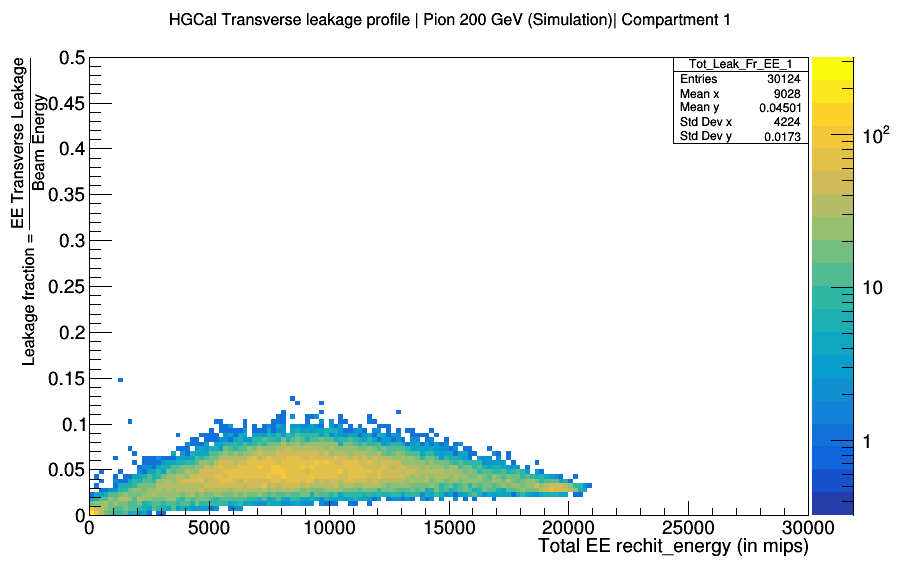 HGCal Transverse leakage profile | Pion 200 GeV (Simulation)| Compartment 1
Leakage fraction = EE Transverse Leakage
Beam Energy
0.5
0.45
0.4
0.35
0.3
0.25
0.2
0.15
0.1
0.05
0
Tot_Leak_Fr_EE_1
Entries 30124
Mean x 9028
Mean y 0.04501
Std Dev x 4224
Std Dev y 0.0173
10²
10
1
0 5000 10000 15000 20000 25000 30000
Total EE rechit_energy (in mips)